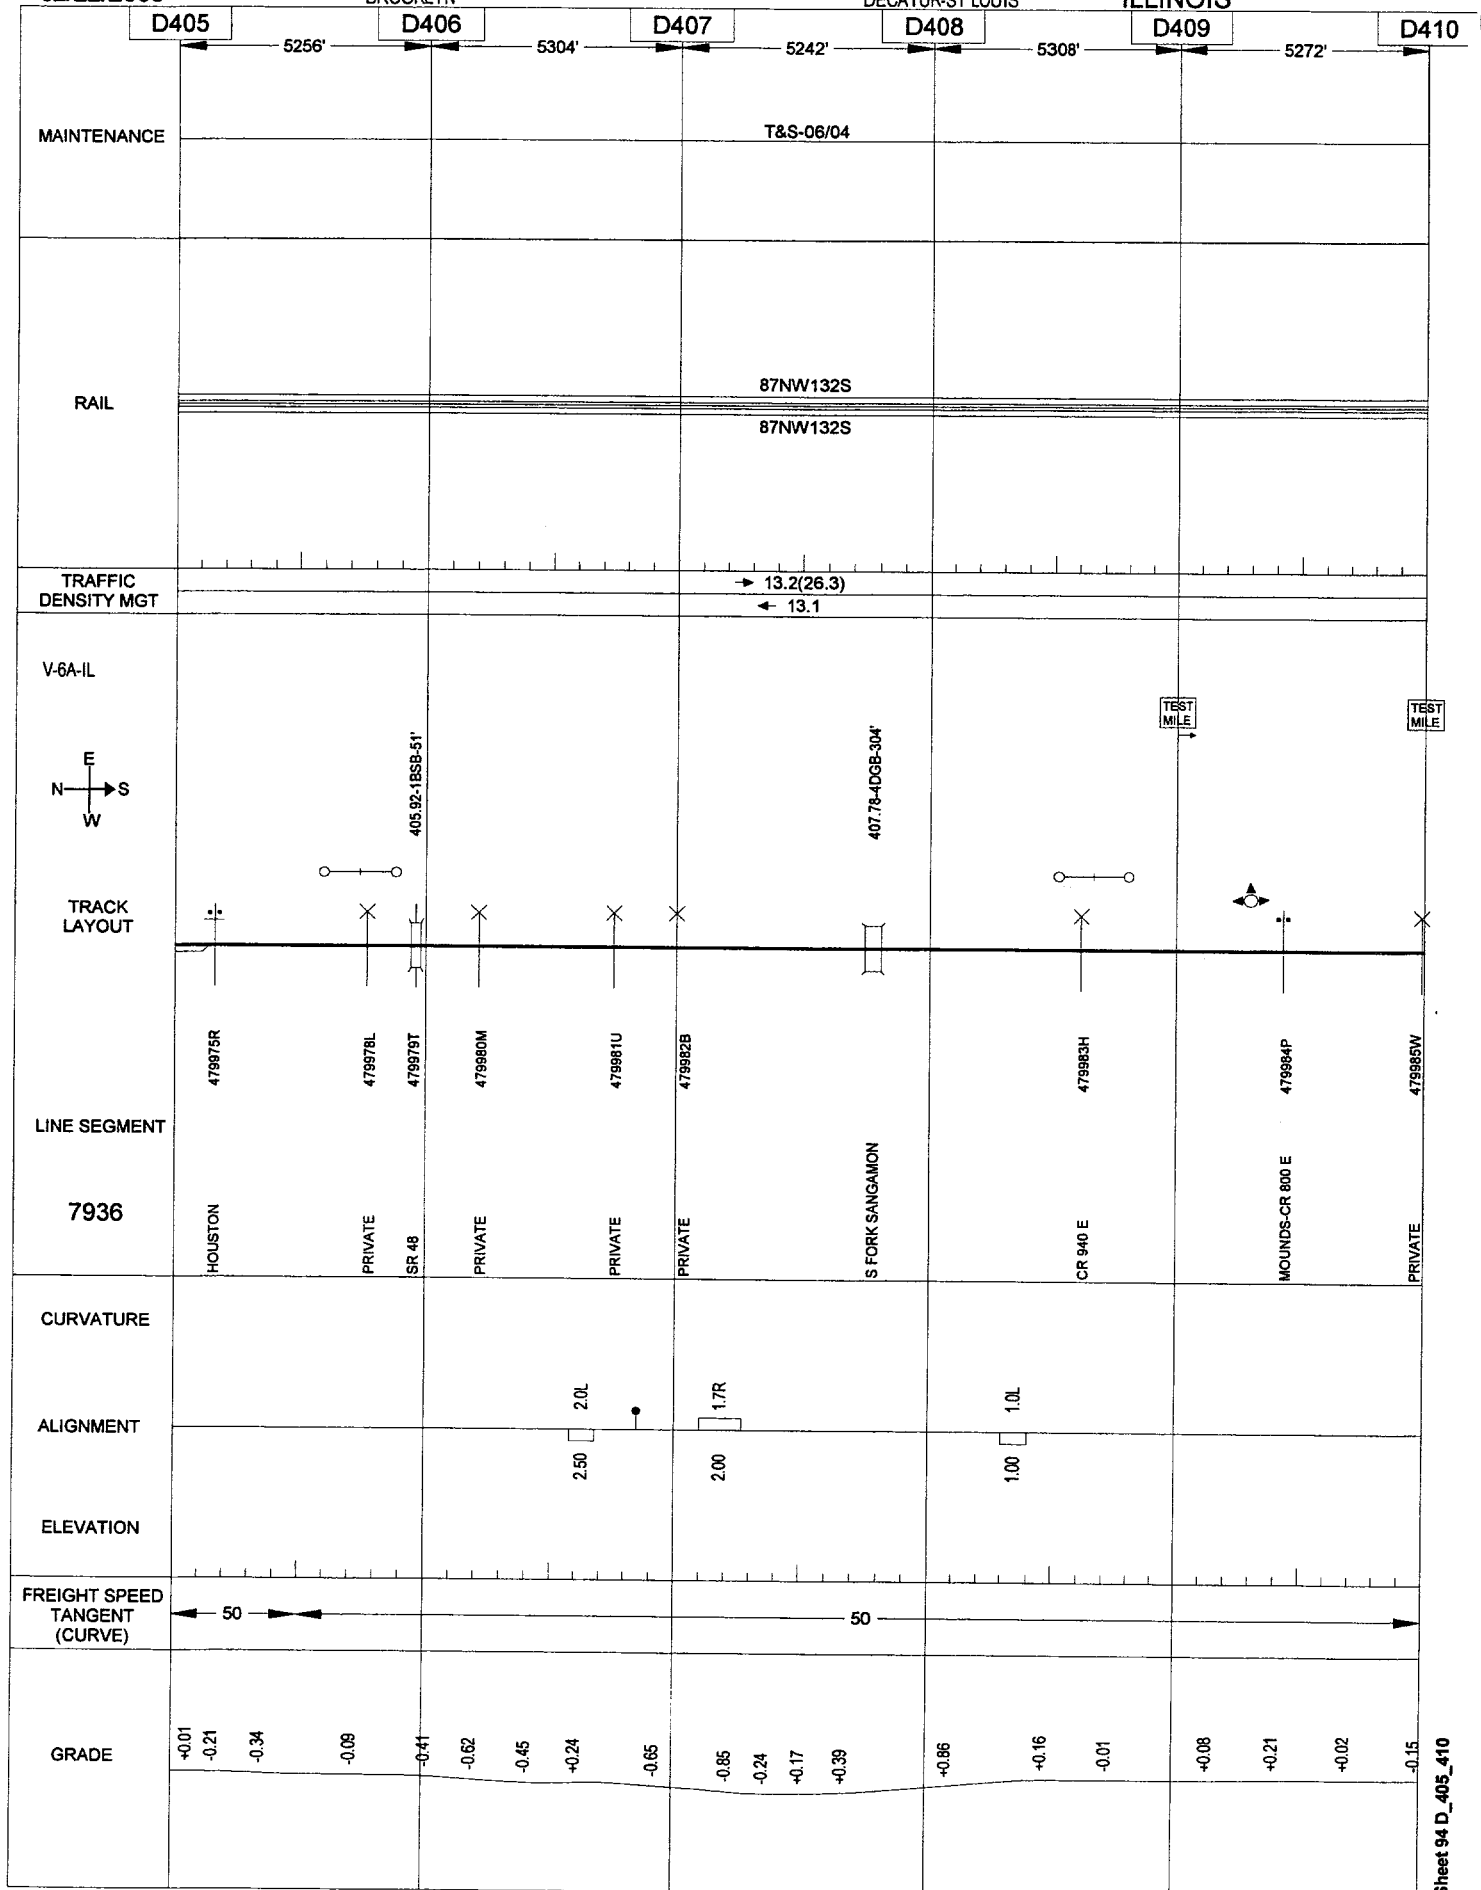 BROOKLYN DECATUR-ST LOUIS ILLINOIS
D405 D406 D407 D408 D409 D410
5256' 5304' 5242' 5308' 5272'
MAINTENANCE
T&S-06/04
RAIL
87NW132S
87NW132S
TRAFFIC
DENSITY MGT
13.2(26.3)
13.1
V-6A-IL
TEST
MILE
TEST
MILE
E
N S
W
405.92-1BSB-51'
407.78-4DGB-304'
TRACK
LAYOUT
479975R
479978L
479979T
479980M
479981U
479982B
479983H
479984P
479985W
LINE SEGMENT
7936
HOUSTON
PRIVATE
SR 48
PRIVATE
PRIVATE
PRIVATE
S FORK SANGAMON
CR 940 E
MOUNDS-CR 800 E
PRIVATE
CURVATURE
2.0L
1.7R
1.0L
ALIGNMENT
2.50
2.00
1.00
ELEVATION
FREIGHT SPEED
TANGENT
(CURVE)
50
50
GRADE
+0.01
-0.21
-0.34
-0.09
-0.41
-0.62
-0.45
+0.24
-0.65
-0.85
-0.24
+0.17
+0.39
+0.86
+0.16
-0.01
+0.08
+0.21
+0.02
-0.15
Sheet 94 D_405_410